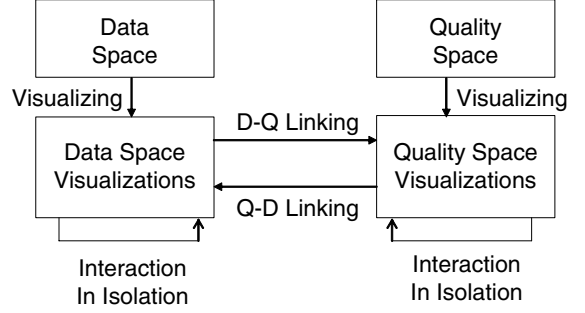 Data
Space
Quality
Space
Visualizing
Visualizing
D-Q Linking
Data Space
Visualizations
Quality Space
Visualizations
Q-D Linking
Interaction
In Isolation
Interaction
In Isolation